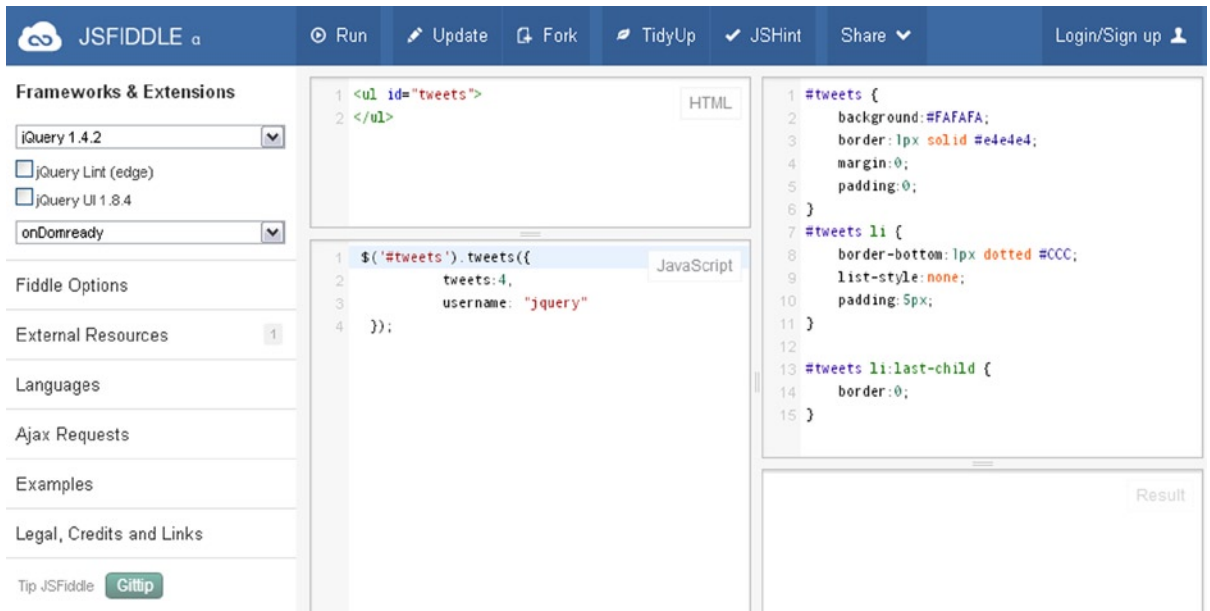 JSFIDDLE α
Run
Update
Fork
TidyUp
JSHint
Share
Login/Sign up
Frameworks & Extensions
jQuery 1.4.2
jQuery Lint (edge)
jQuery UI 1.8.4
onDomready
Fiddle Options
External Resources 1
Languages
Ajax Requests
Examples
Legal, Credits and Links
Tip JSFiddle Gittip
HTML
1 <ul id="tweets">
2 </ul>
JavaScript
1 $('#tweets').tweets({
2 tweets:4,
3 username: "jquery"
4 });
1 #tweets {
2 background:#FAFAFA;
3 border:1px solid #e4e4e4;
4 margin:0;
5 padding:0;
6 }
7 #tweets li {
8 border-bottom:1px dotted #CCC;
9 list-style:none;
10 padding:5px;
11 }
12
13 #tweets li:last-child {
14 border:0;
15 }
Result